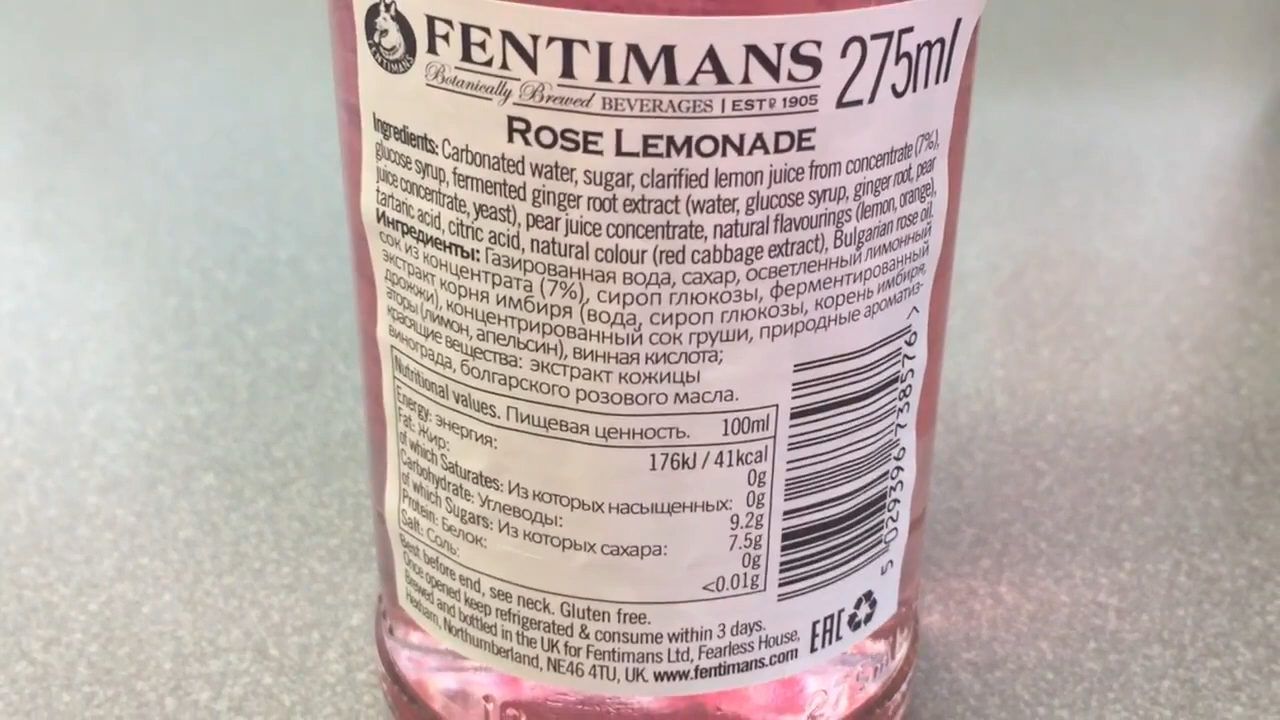 FENTIMANS
FENTIMANS 275ml
Botanically Brewed BEVERAGES | ESTD 1905
ROSE LEMONADE
Ingredients: Carbonated water, sugar, clarified lemon juice from concentrate (7%),
glucose syrup, fermented ginger root extract (water, glucose syrup, ginger root, pear
juice concentrate, yeast), pear juice concentrate, natural flavourings (lemon, orange),
tartaric acid, citric acid, natural colour (red cabbage extract), Bulgarian rose oil.
Ингредиенты: Газированная вода, сахар, осветленный лимонный
сок из концентрата (7%), сироп глюкозы, ферментированный
экстракт корня имбиря (вода, сироп глюкозы, корень имбиря,
дрожжи), концентрированный сок груши, природные ароматиз-
аторы (лимон, апельсин), винная кислота;
красящие вещества: экстракт кожицы
винограда, болгарского розового масла.
Nutritional values. Пищевая ценность. 100ml
Energy: энергия: 176kJ / 41kcal
Fat: Жир: 0g
of which Saturates: Из которых насыщенных: 0g
Carbohydrate: Углеводы: 9.2g
of which Sugars: Из которых сахара: 7.5g
Protein: Белок: 0g
Salt: Соль: <0.01g
Best before end, see neck. Gluten free.
Once opened keep refrigerated & consume within 3 days.
Brewed and bottled in the UK for Fentimans Ltd, Fearless House,
Hexham, Northumberland, NE46 4TU, UK. www.fentimans.com
EAC
5 029396 738576 >